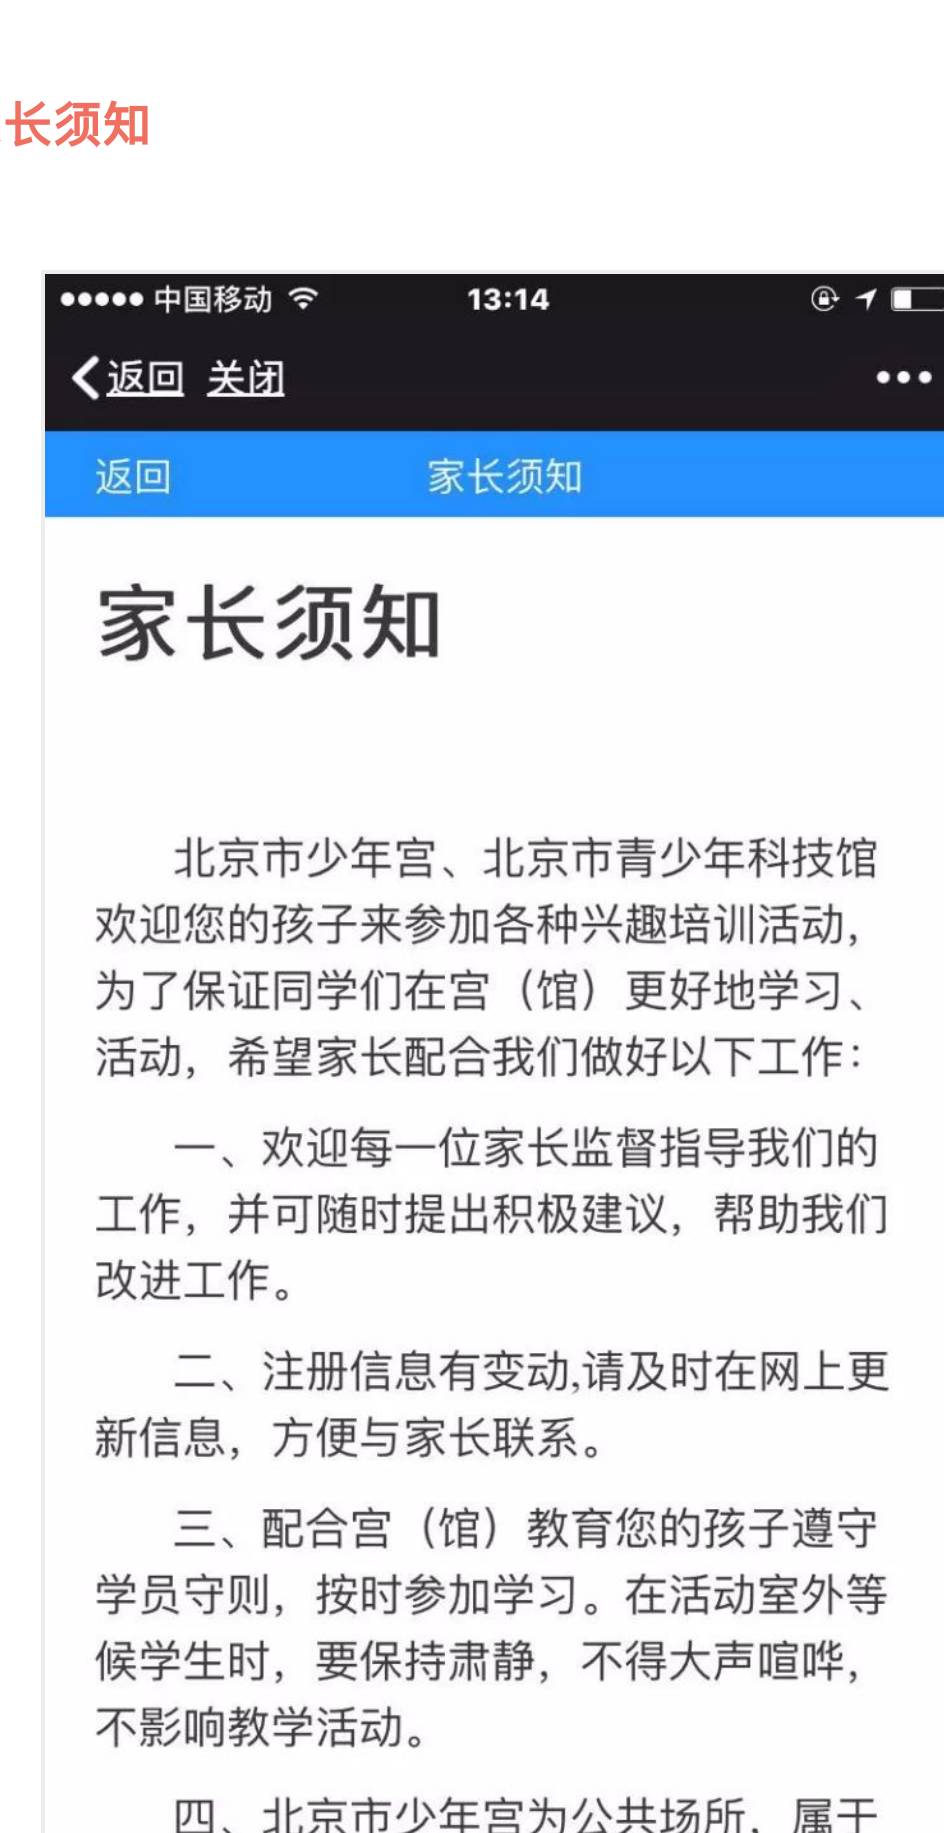 长须知
中国移动 13:14
返回 关闭
返回 家长须知
家长须知
北京市少年宫、北京市青少年科技馆
欢迎您的孩子来参加各种兴趣培训活动，
为了保证同学们在宫（馆）更好地学习、
活动，希望家长配合我们做好以下工作：
一、欢迎每一位家长监督指导我们的
工作，并可随时提出积极建议，帮助我们
改进工作。
二、注册信息有变动,请及时在网上更
新信息，方便与家长联系。
三、配合宫（馆）教育您的孩子遵守
学员守则，按时参加学习。在活动室外等
候学生时，要保持肃静，不得大声喧哗，
不影响教学活动。
四、北京市少年宫为公共场所，属于